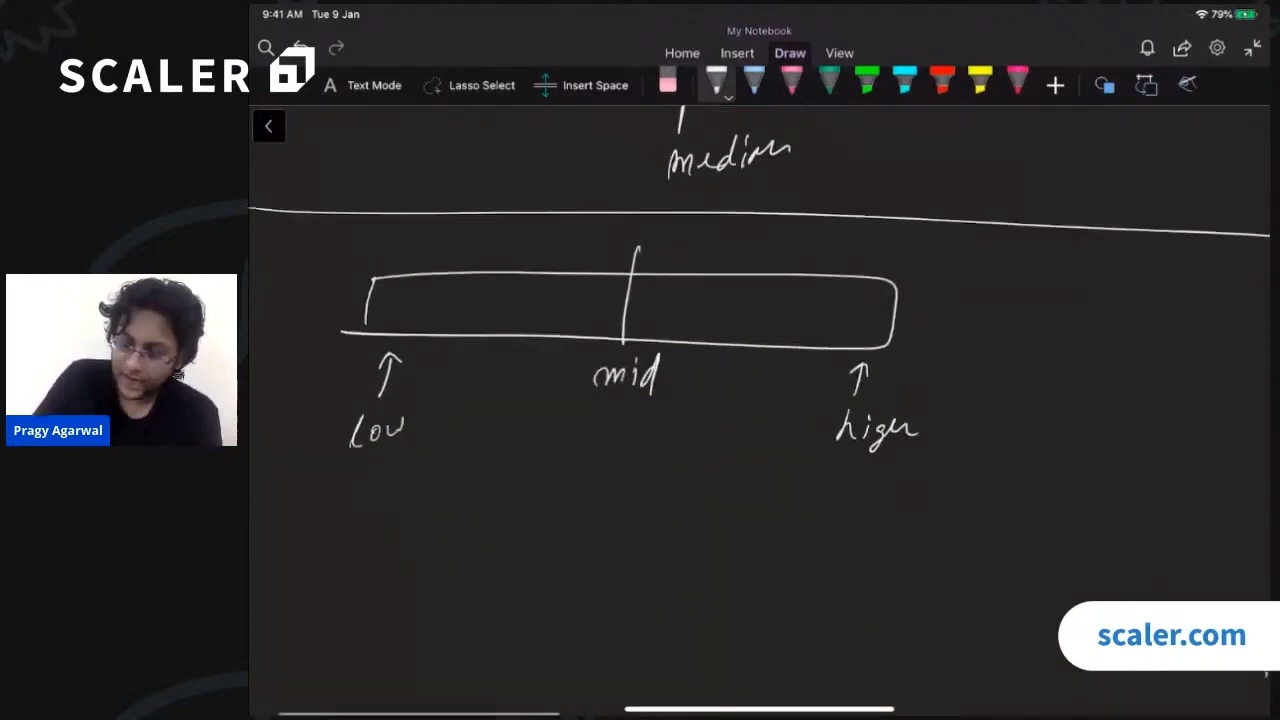 9:41 AM Tue 9 Jan
79%
My Notebook
Home Insert Draw View
SCALER
Text Mode Lasso Select Insert Space
median
mid
low
higer
Pragy Agarwal
scaler.com